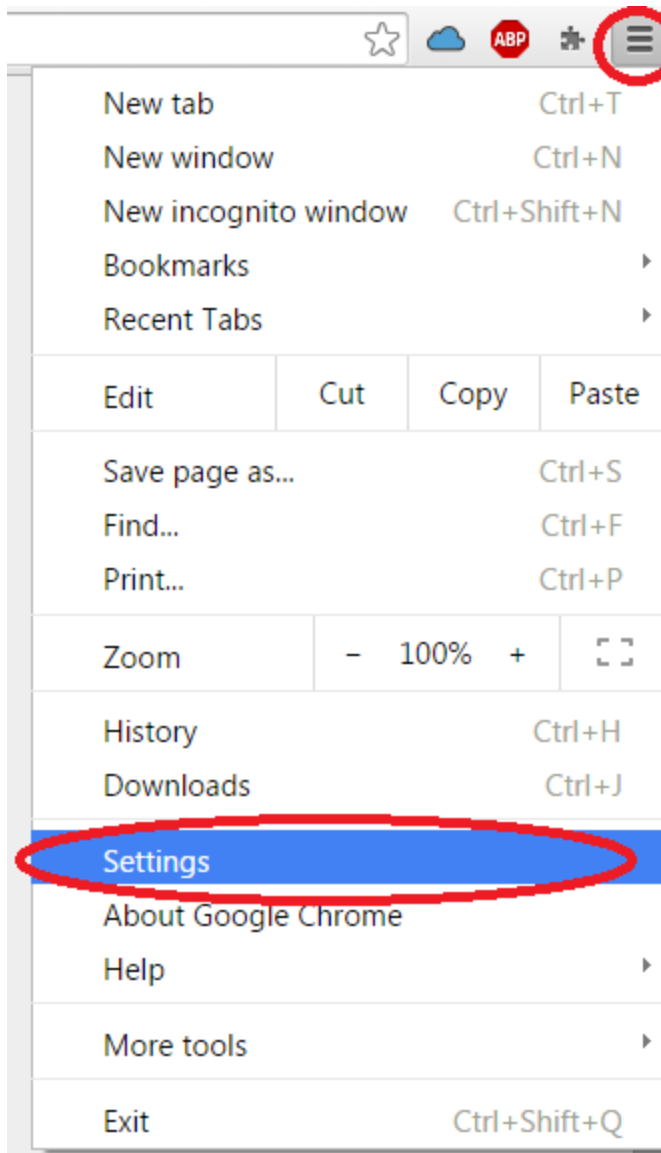 ABP
New tab Ctrl+T
New window Ctrl+N
New incognito window Ctrl+Shift+N
Bookmarks
Recent Tabs
Edit Cut Copy Paste
Save page as... Ctrl+S
Find... Ctrl+F
Print... Ctrl+P
Zoom - 100% +
History Ctrl+H
Downloads Ctrl+J
Settings
About Google Chrome
Help
More tools
Exit Ctrl+Shift+Q